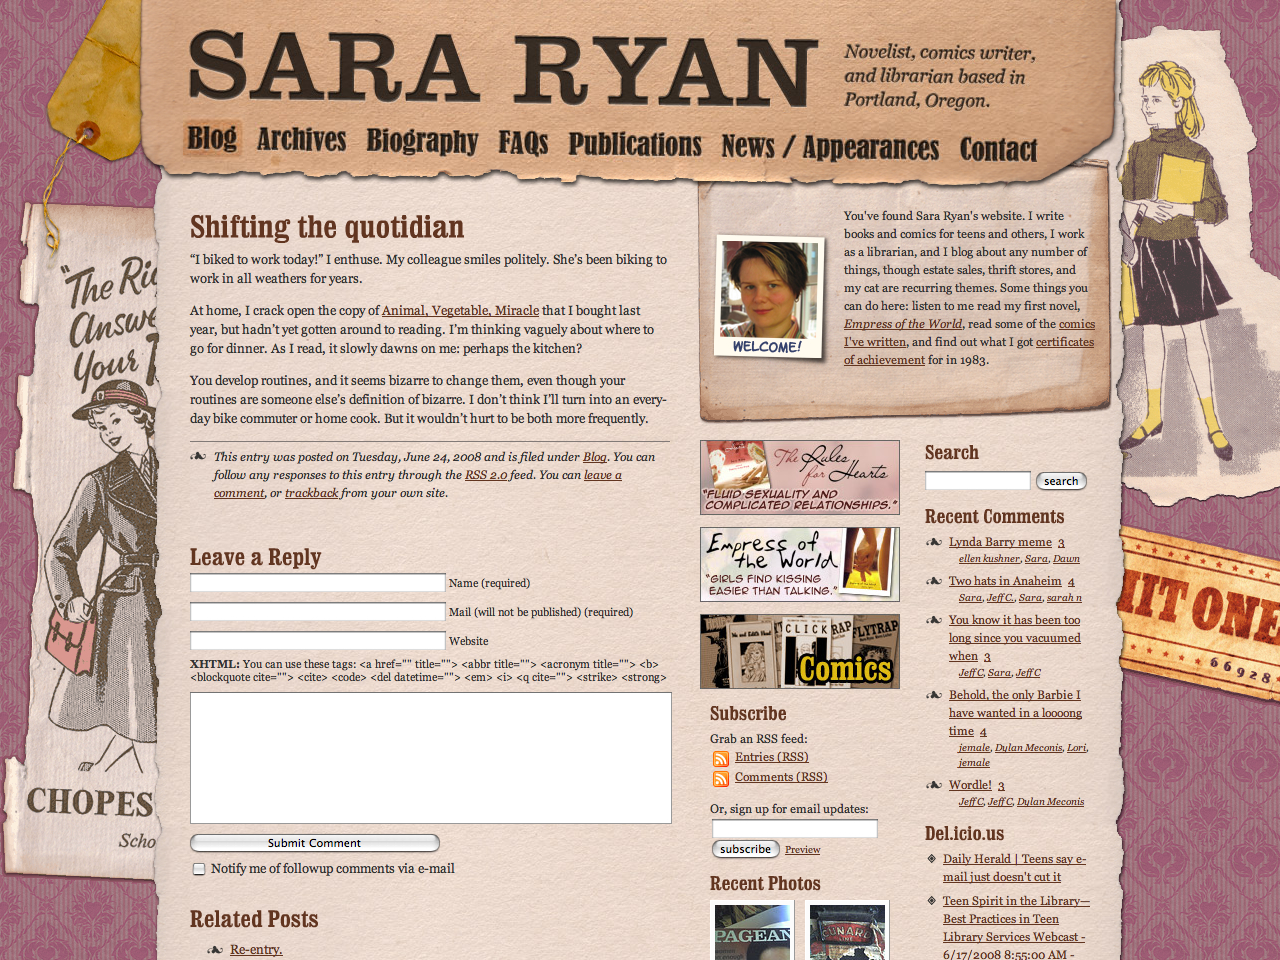 SARA RYAN
Novelist, comics writer,
and librarian based in
Portland, Oregon.
Blog Archives Biography FAQs Publications News / Appearances Contact
Shifting the quotidian
“I biked to work today!” I enthuse. My colleague smiles politely. She’s been biking to
work in all weathers for years.
At home, I crack open the copy of Animal, Vegetable, Miracle that I bought last
year, but hadn’t yet gotten around to reading. I’m thinking vaguely about where to
go for dinner. As I read, it slowly dawns on me: perhaps the kitchen?
You develop routines, and it seems bizarre to change them, even though your
routines are someone else’s definition of bizarre. I don’t think I’ll turn into an every-
day bike commuter or home cook. But it wouldn’t hurt to be both more frequently.
This entry was posted on Tuesday, June 24, 2008 and is filed under Blog. You can
follow any responses to this entry through the RSS 2.0 feed. You can leave a
comment, or trackback from your own site.
Leave a Reply
Name (required)
Mail (will not be published) (required)
Website
XHTML: You can use these tags: <a href="" title=""> <abbr title=""> <acronym title=""> <b>
<blockquote cite=""> <cite> <code> <del datetime=""> <em> <i> <q cite=""> <strike> <strong>
Submit Comment
Notify me of followup comments via e-mail
Related Posts
Re-entry.
You've found Sara Ryan's website. I write
books and comics for teens and others, I work
as a librarian, and I blog about any number of
things, though estate sales, thrift stores, and
my cat are recurring themes. Some things you
can do here: listen to me read my first novel,
Empress of the World, read some of the comics
I've written, and find out what I got certificates
of achievement for in 1983.
WELCOME!
The Rules
for Hearts
“FLUID SEXUALITY AND
COMPLICATED RELATIONSHIPS.”
Empress of
the World
“GIRLS FIND KISSING
EASIER THAN TALKING.”
Me and Edith Head
CLICK
FLYTRAP
Comics
Subscribe
Grab an RSS feed:
Entries (RSS)
Comments (RSS)
Or, sign up for email updates:
subscribe Preview
Recent Photos
PAGEAN
CUNARD
Search
search
Recent Comments
Lynda Barry meme 3
ellen kushner, Sara, Dawn
Two hats in Anaheim 4
Sara, Jeff C., Sara, sarah n
You know it has been too
long since you vacuumed
when 3
Jeff C, Sara, Jeff C
Behold, the only Barbie I
have wanted in a loooong
time 4
jemale, Dylan Meconis, Lori,
jemale
Wordle! 3
Jeff C, Jeff C, Dylan Meconis
Del.icio.us
Daily Herald | Teens say e-
mail just doesn't cut it
Teen Spirit in the Library—
Best Practices in Teen
Library Services Webcast -
6/17/2008 8:55:00 AM -
“The Ri
Answe
Your
CHOPES
Scho
IT ONE
66928